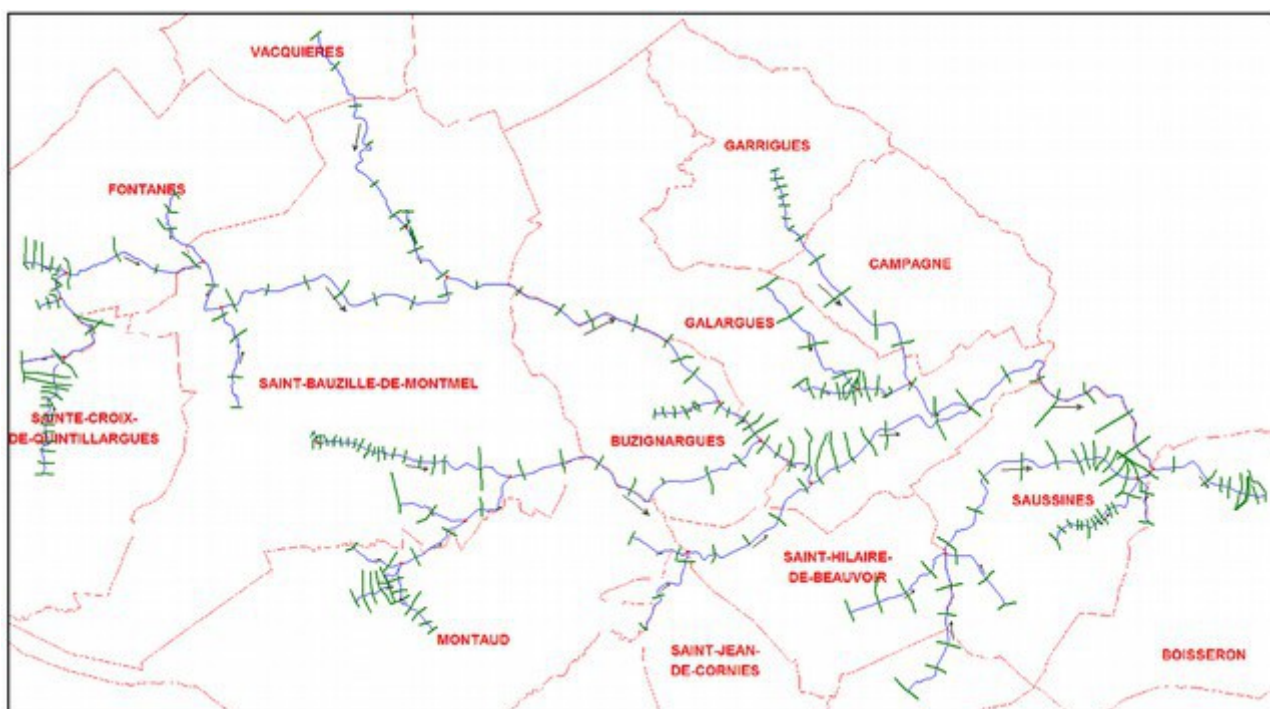 VACQUIERES
GARRIGUES
FONTANES
CAMPAGNE
GALARGUES
SAINT-BAUZILLE-DE-MONTMEL
SAINTE-CROIX-
DE-QUINTILLARGUES
BUZIGNARGUES
SAUSSINES
SAINT-HILAIRE-
DE-BEAUVOIR
MONTAUD
SAINT-JEAN-
DE-CORNIES
BOISSERON